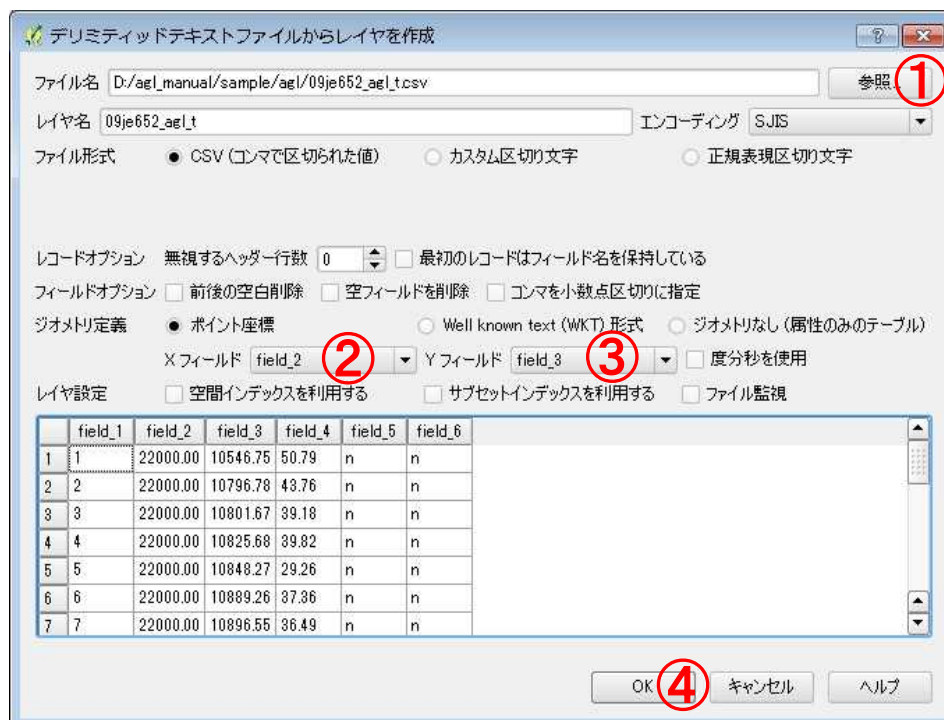 デリミティッドテキストファイルからレイヤを作成
ファイル名 D:/agl_manual/sample/agl/09je652_agl_t.csv 参照... ①
レイヤ名 09je652_agl_t エンコーディング SJIS
ファイル形式 CSV (コンマで区切られた値) カスタム区切り文字 正規表現区切り文字
レコードオプション 無視するヘッダー行数 0 最初のレコードはフィールド名を保持している
フィールドオプション 前後の空白削除 空フィールドを削除 コンマを小数点区切りに指定
ジオメトリ定義 ポイント座標 Well known text (WKT) 形式 ジオメトリなし (属性のみのテーブル)
X フィールド field_2 ② Y フィールド field_3 ③ 度分秒を使用
レイヤ設定 空間インデックスを利用する サブセットインデックスを利用する ファイル監視
field_1 field_2 field_3 field_4 field_5 field_6
1 1 22000.00 10546.75 50.79 n n
2 2 22000.00 10796.78 43.76 n n
3 3 22000.00 10801.67 39.18 n n
4 4 22000.00 10825.68 39.82 n n
5 5 22000.00 10848.27 29.26 n n
6 6 22000.00 10889.26 37.36 n n
7 7 22000.00 10896.55 36.49 n n
OK ④ キャンセル ヘルプ